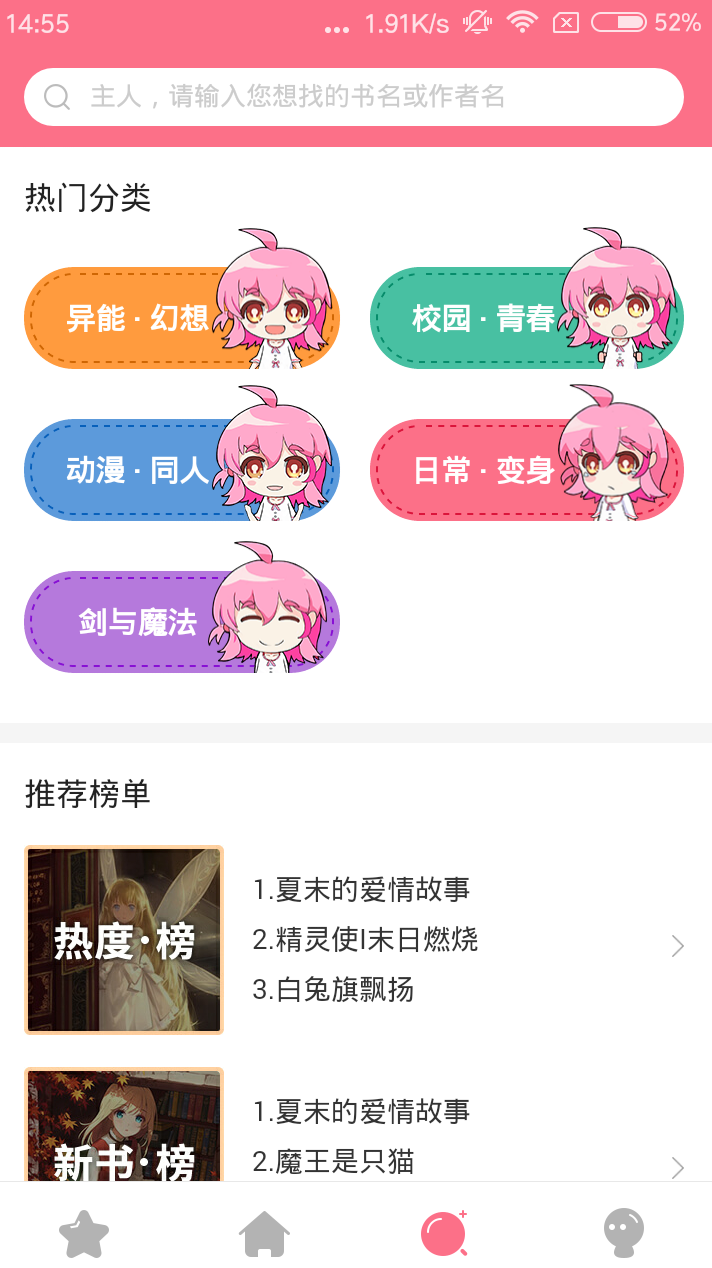 14:55 ... 1.91K/s 52%
主人，请输入您想找的书名或作者名
热门分类
异能·幻想
校园·青春
动漫·同人
日常·变身
剑与魔法
推荐榜单
热度·榜
1.夏末的爱情故事
2.精灵使l末日燃烧
3.白兔旗飘扬
新书·榜
1.夏末的爱情故事
2.魔王是只猫